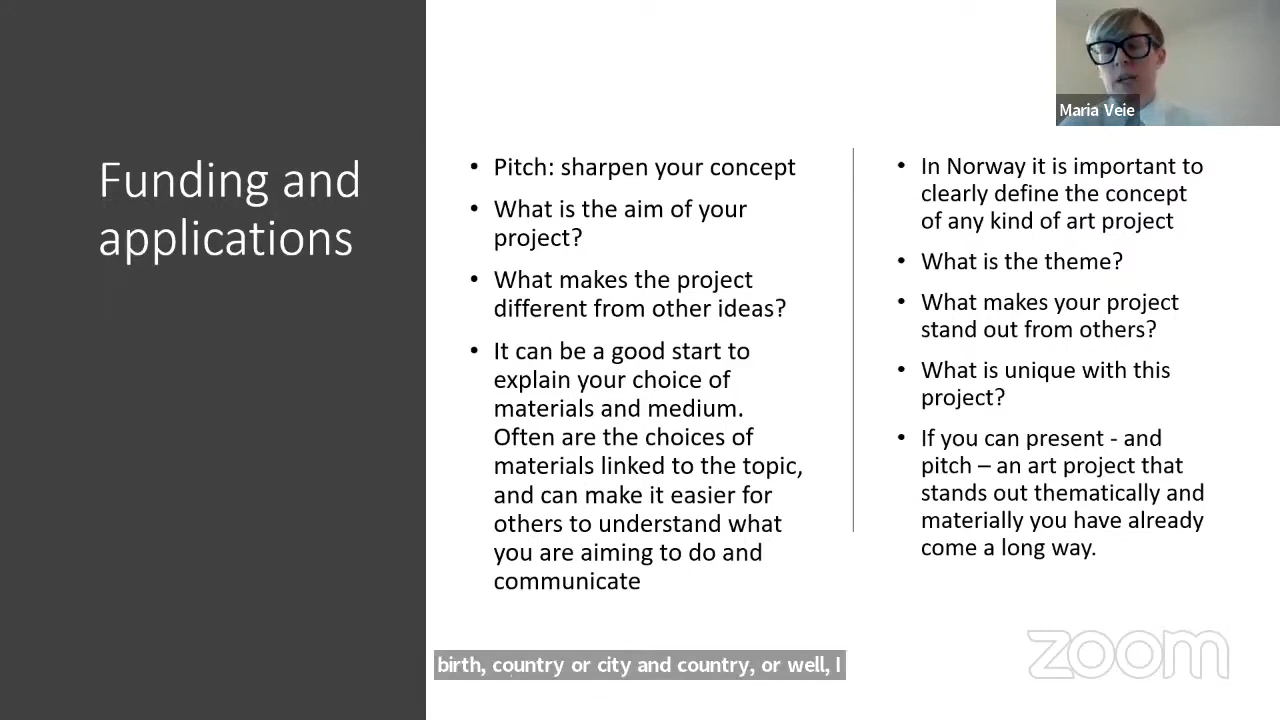 Maria Veie
Funding and
applications
• Pitch: sharpen your concept
• What is the aim of your
project?
• What makes the project
different from other ideas?
• It can be a good start to
explain your choice of
materials and medium.
Often are the choices of
materials linked to the topic,
and can make it easier for
others to understand what
you are aiming to do and
communicate
• In Norway it is important to
clearly define the concept
of any kind of art project
• What is the theme?
• What makes your project
stand out from others?
• What is unique with this
project?
• If you can present - and
pitch – an art project that
stands out thematically and
materially you have already
come a long way.
birth, country or city and country, or well, I
zoom